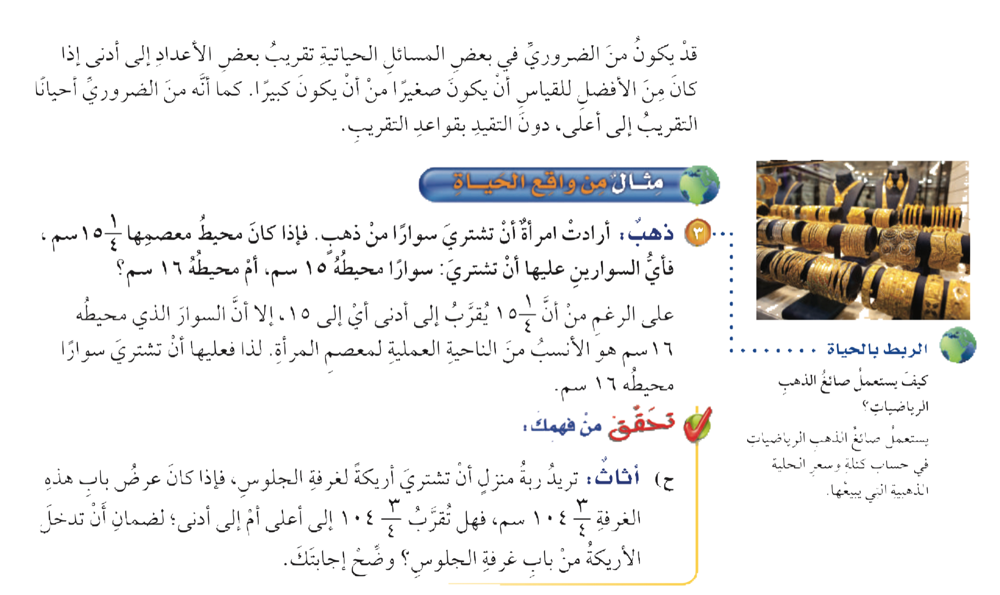 قدْ يكونُ منَ الضروريِّ في بعضِ المسائلِ الحياتيةِ تقريبُ بعضِ الأعدادِ إلى أدنى إذا
كانَ مِنَ الأفضلِ للقياسِ أنْ يكونَ صغيرًا منْ أنْ يكونَ كبيرًا. كما أنَّه منَ الضروريِّ أحيانًا
التقريبُ إلى أعلى، دونَ التقيدِ بقواعدِ التقريبِ.
مِثالٌ مِن واقِعِ الحَياةِ
٣ ذهبٌ: أرادتْ امرأةٌ أنْ تشتريَ سوارًا منْ ذهبٍ. فإذا كانَ محيطُ معصمِها ١٥ ١/٤ سم ،
فأيُّ السوارينِ عليها أنْ تشتريَ: سوارًا محيطُهُ ١٥ سم، أمْ محيطُهُ ١٦ سم؟
على الرغمِ منْ أنَّ ١٥ ١/٤ يُقرَّبُ إلى أدنى أيْ إلى ١٥، إلا أنَّ السوارَ الذي محيطُه
١٦ سم هو الأنسبُ منَ الناحيةِ العمليةِ لمعصمِ المرأةِ. لذا فعليها أنْ تشتريَ سوارًا
محيطُه ١٦ سم.
الربط بالحياة
كيفَ يستعملُ صائغُ الذهبِ
الرياضياتِ؟
يستعملُ صائغُ الذهبِ الرياضياتِ
في حساب كتلةِ وسعرِ الحلية
الذهبيةِ التي يبيعُها.
تَحَقَّقْ منْ فهمِكَ:
ح) أثاثٌ: تريدُ ربةُ منزلٍ أنْ تشتريَ أريكةً لغرفةِ الجلوسِ، فإذا كانَ عرضُ بابِ هذهِ
الغرفةِ ١٠٤ ٣/٤ سم، فهل تُقرَّبُ ١٠٤ ٣/٤ إلى أعلى أمْ إلى أدنى؛ لضمانِ أَنْ تدخلَ
الأريكةُ منْ بابِ غرفةِ الجلوسِ؟ وضِّحْ إجابتَكَ.